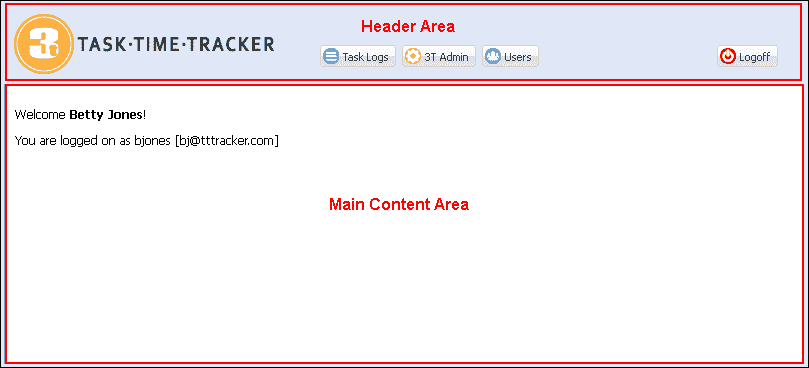 Header Area
3
TASK·TIME·TRACKER
Task Logs 3T Admin Users Logoff
Welcome Betty Jones!
You are logged on as bjones [bj@tttracker.com]
Main Content Area